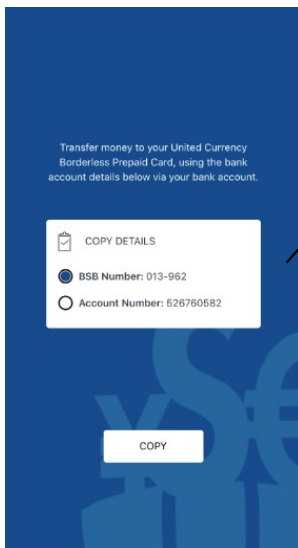 Transfer money to your United Currency
Borderless Prepaid Card, using the bank
account details below via your bank account.
COPY DETAILS
BSB Number: 013-962
Account Number: 526760582
COPY